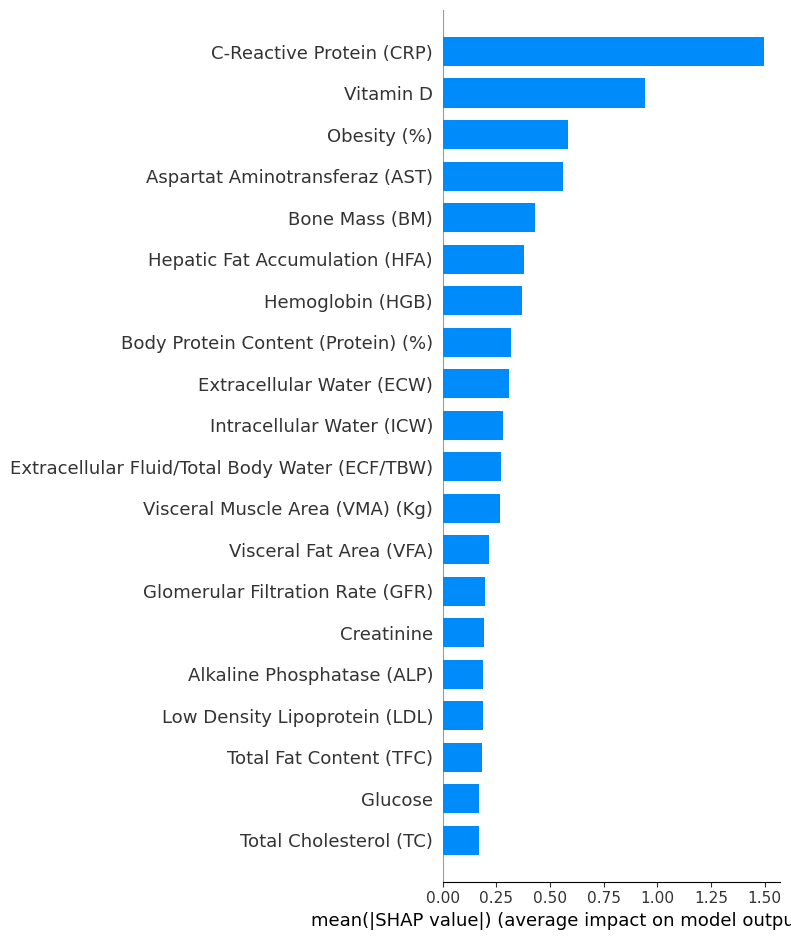 C-Reactive Protein (CRP)
Vitamin D
Obesity (%)
Aspartat Aminotransferaz (AST)
Bone Mass (BM)
Hepatic Fat Accumulation (HFA)
Hemoglobin (HGB)
Body Protein Content (Protein) (%)
Extracellular Water (ECW)
Intracellular Water (ICW)
Extracellular Fluid/Total Body Water (ECF/TBW)
Visceral Muscle Area (VMA) (Kg)
Visceral Fat Area (VFA)
Glomerular Filtration Rate (GFR)
Creatinine
Alkaline Phosphatase (ALP)
Low Density Lipoprotein (LDL)
Total Fat Content (TFC)
Glucose
Total Cholesterol (TC)
0.00 0.25 0.50 0.75 1.00 1.25 1.50
mean(|SHAP value|) (average impact on model outpu